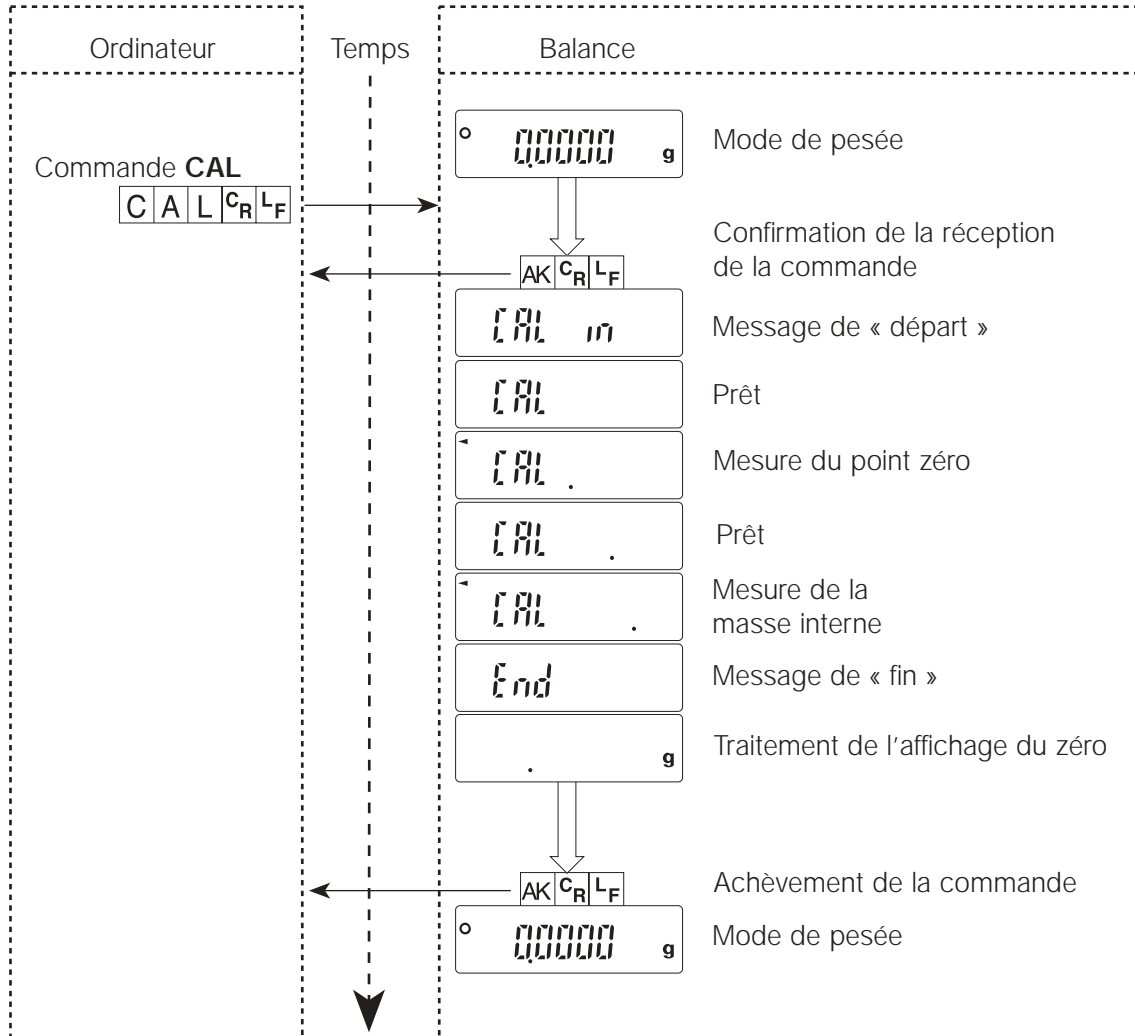 Ordinateur Temps Balance
0.0000 g Mode de pesée
Commande CAL
C A L CR LF
Confirmation de la réception
de la commande
AK CR LF
CAL in Message de « départ »
CAL Prêt
CAL . Mesure du point zéro
CAL . Prêt
CAL . Mesure de la
masse interne
End Message de « fin »
. g Traitement de l'affichage du zéro
AK CR LF Achèvement de la commande
0.0000 g Mode de pesée